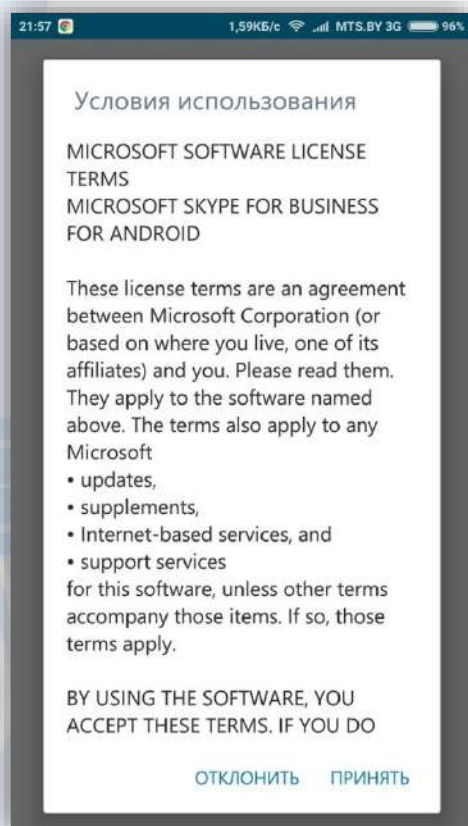 21:57 1,59КБ/с MTS.BY 3G 96%
Условия использования
MICROSOFT SOFTWARE LICENSE
TERMS
MICROSOFT SKYPE FOR BUSINESS
FOR ANDROID
These license terms are an agreement
between Microsoft Corporation (or
based on where you live, one of its
affiliates) and you. Please read them.
They apply to the software named
above. The terms also apply to any
Microsoft
• updates,
• supplements,
• Internet-based services, and
• support services
for this software, unless other terms
accompany those items. If so, those
terms apply.
BY USING THE SOFTWARE, YOU
ACCEPT THESE TERMS. IF YOU DO
ОТКЛОНИТЬ ПРИНЯТЬ